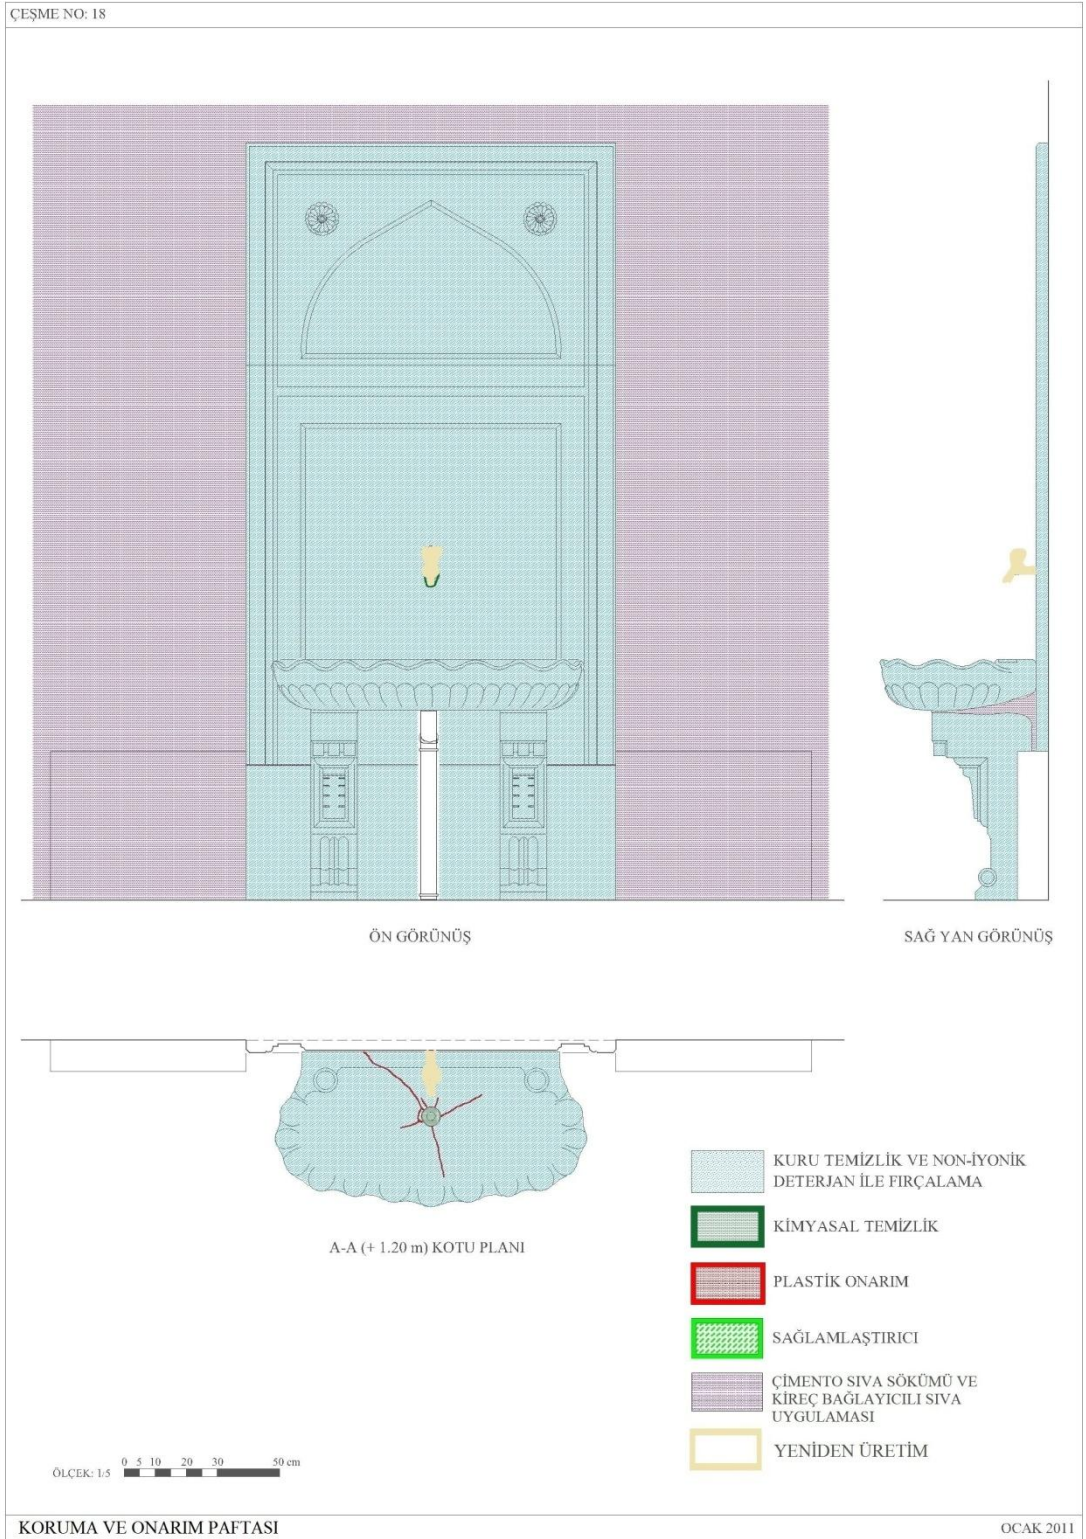 ÇEŞME NO: 18
ÖN GÖRÜNÜŞ
SAĞ YAN GÖRÜNÜŞ
A-A (+ 1.20 m) KOTU PLANI
KURU TEMİZLİK VE NON-İYONİK
DETERJAN İLE FIRÇALAMA
KİMYASAL TEMİZLİK
PLASTİK ONARIM
SAĞLAMLAŞTIRICI
ÇİMENTO SIVA SÖKÜMÜ VE
KİREÇ BAĞLAYICILI SIVA
UYGULAMASI
YENİDEN ÜRETİM
ÖLÇEK: 1/5
0 5 10 20 30 50 cm
KORUMA VE ONARIM PAFTASI
OCAK 2011